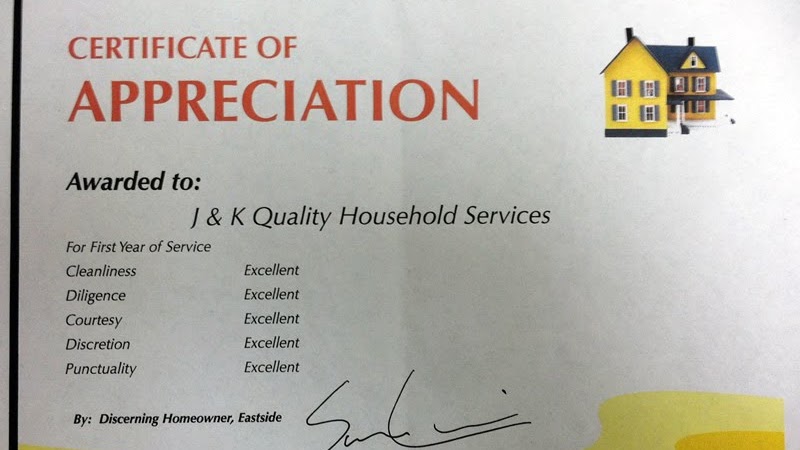 CERTIFICATE OF
APPRECIATION
Awarded to:
J & K Quality Household Services
For First Year of Service
Cleanliness Excellent
Diligence Excellent
Courtesy Excellent
Discretion Excellent
Punctuality Excellent
By: Discerning Homeowner, Eastside